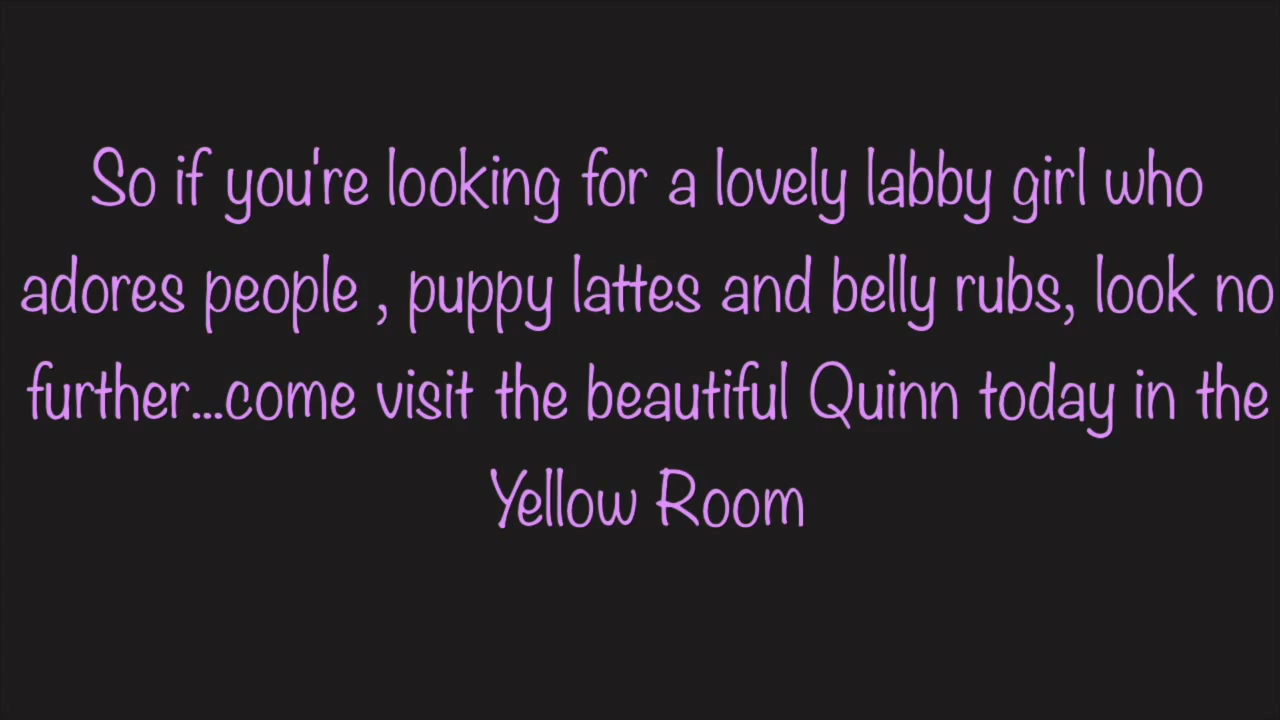 So if you're looking for a lovely labby girl who
adores people , puppy lattes and belly rubs, look no
further...come visit the beautiful Quinn today in the
Yellow Room